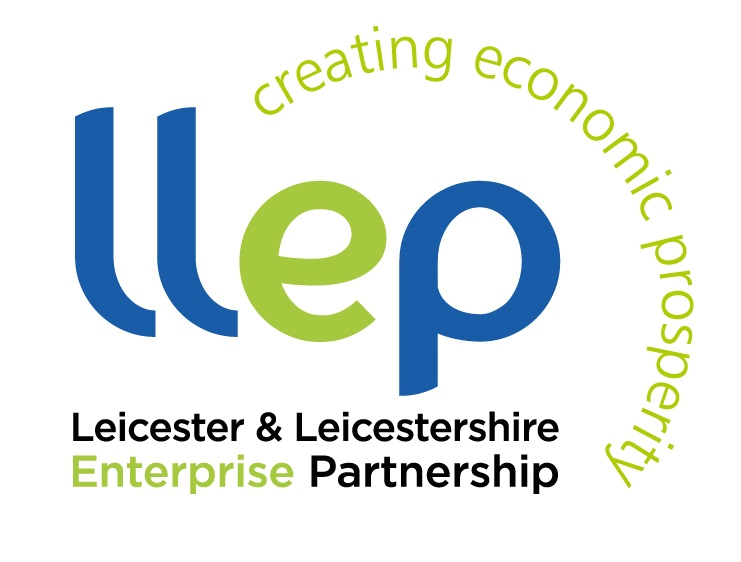 creating economic prosperity
llep
Leicester & Leicestershire
Enterprise Partnership